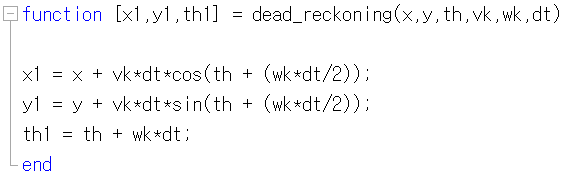 function [x1,y1,th1] = dead_reckoning(x,y,th,vk,wk,dt)
x1 = x + vk*dt*cos(th + (wk*dt/2));
y1 = y + vk*dt*sin(th + (wk*dt/2));
th1 = th + wk*dt;
end